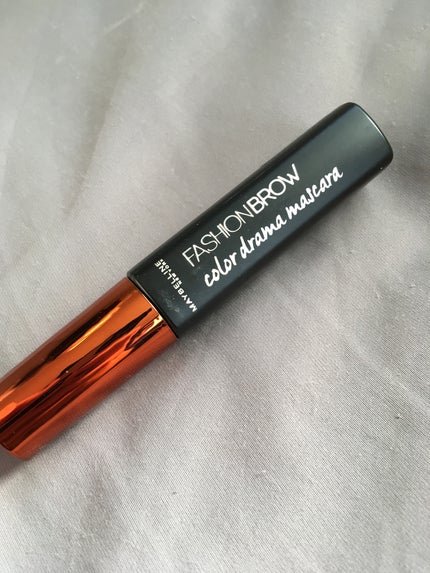 FASHIONBROW
color drama mascara
MAYBELLINE
NEW YORK